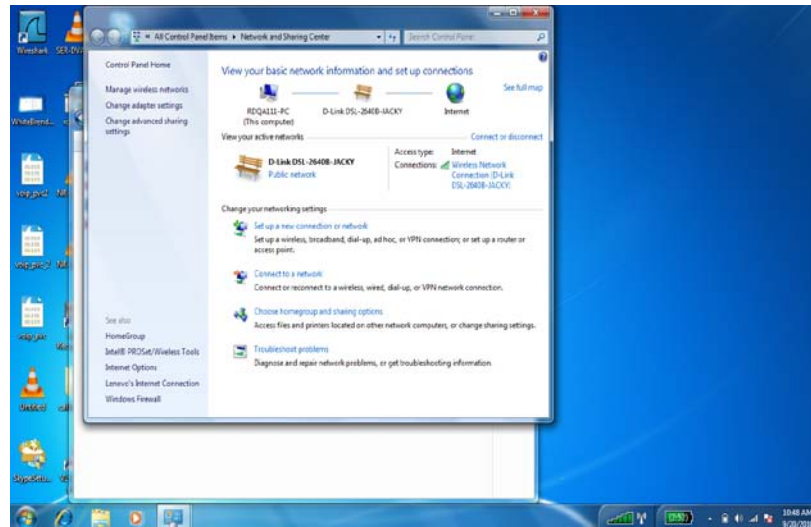 Wireshark
All Control Panel Items
Network and Sharing Center
Search Control Panel
Control Panel Home
Manage wireless networks
Change adapter settings
Change advanced sharing
settings
See also
HomeGroup
Intel® PROSet/Wireless Tools
Internet Options
Lenovo's Internet Connection
Windows Firewall
View your basic network information and set up connections
See full map
RDQA111-PC
(This computer)
D-Link DSL-2640B-JACKY
Internet
View your active networks
Connect or disconnect
D-Link DSL-2640B-JACKY
Public network
Access type: Internet
Connections: Wireless Network
Connection (D-Link
DSL-2640B-JACKY)
Change your networking settings
Set up a new connection or network
Set up a wireless, broadband, dial-up, ad hoc, or VPN connection; or set up a router or
access point.
Connect to a network
Connect or reconnect to a wireless, wired, dial-up, or VPN network connection.
Choose homegroup and sharing options
Access files and printers located on other network computers, or change sharing settings.
Troubleshoot problems
Diagnose and repair network problems, or get troubleshooting information
voip_pvc2
voip_pvc_2
voip_pvc
Untitled
SkypeSetu...
10:48 AM